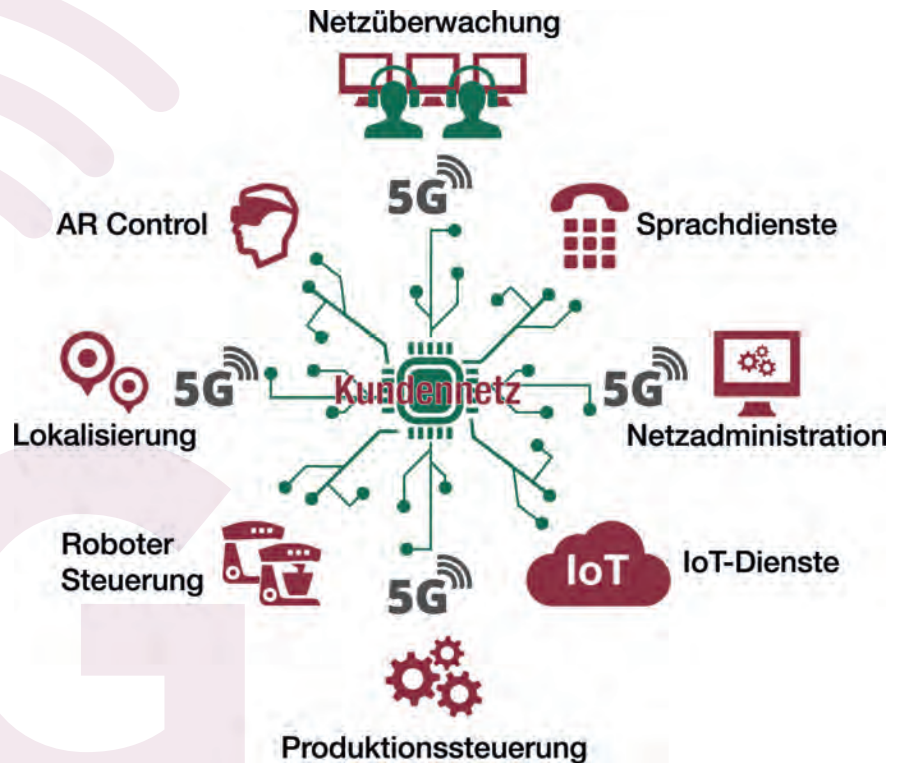 Netzüberwachung
5G
AR Control
Sprachdienste
5G
Kundennetz
5G
Lokalisierung
Netzadministration
Roboter
Steuerung
IoT
IoT-Dienste
5G
Produktionssteuerung
G